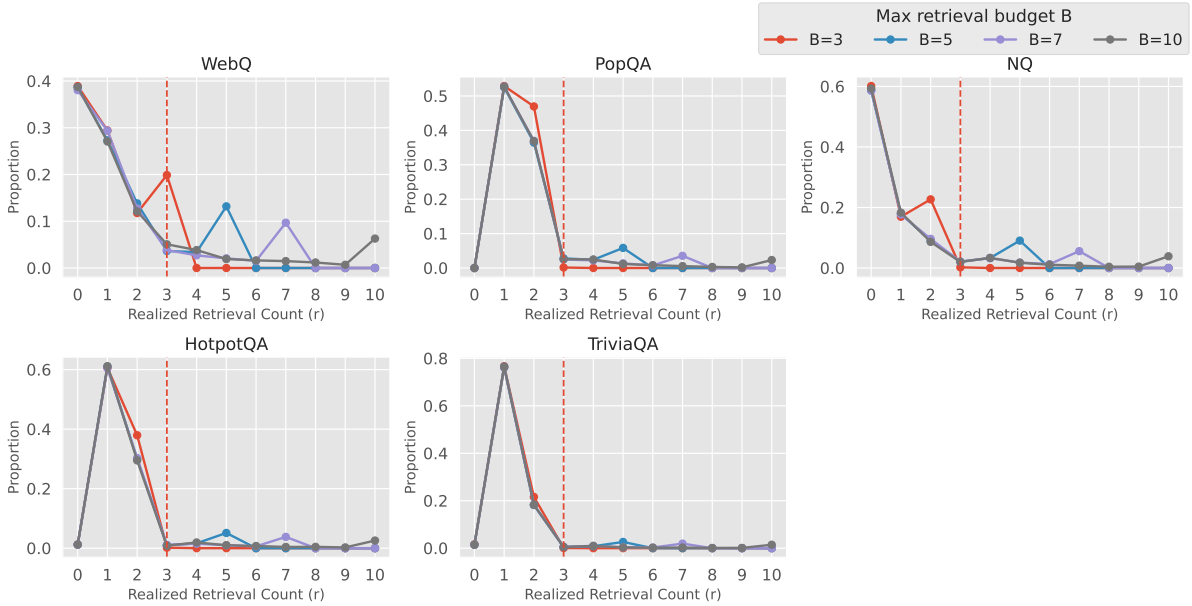 Max retrieval budget B
B=3 B=5 B=7 B=10
WebQ
0.4
0.3
0.2
0.1
0.0
Proportion
0 1 2 3 4 5 6 7 8 9 10
Realized Retrieval Count (r)
PopQA
0.5
0.4
0.3
0.2
0.1
0.0
Proportion
0 1 2 3 4 5 6 7 8 9 10
Realized Retrieval Count (r)
NQ
0.6
0.4
0.2
0.0
Proportion
0 1 2 3 4 5 6 7 8 9 10
Realized Retrieval Count (r)
HotpotQA
0.6
0.4
0.2
0.0
Proportion
0 1 2 3 4 5 6 7 8 9 10
Realized Retrieval Count (r)
TriviaQA
0.8
0.6
0.4
0.2
0.0
Proportion
0 1 2 3 4 5 6 7 8 9 10
Realized Retrieval Count (r)